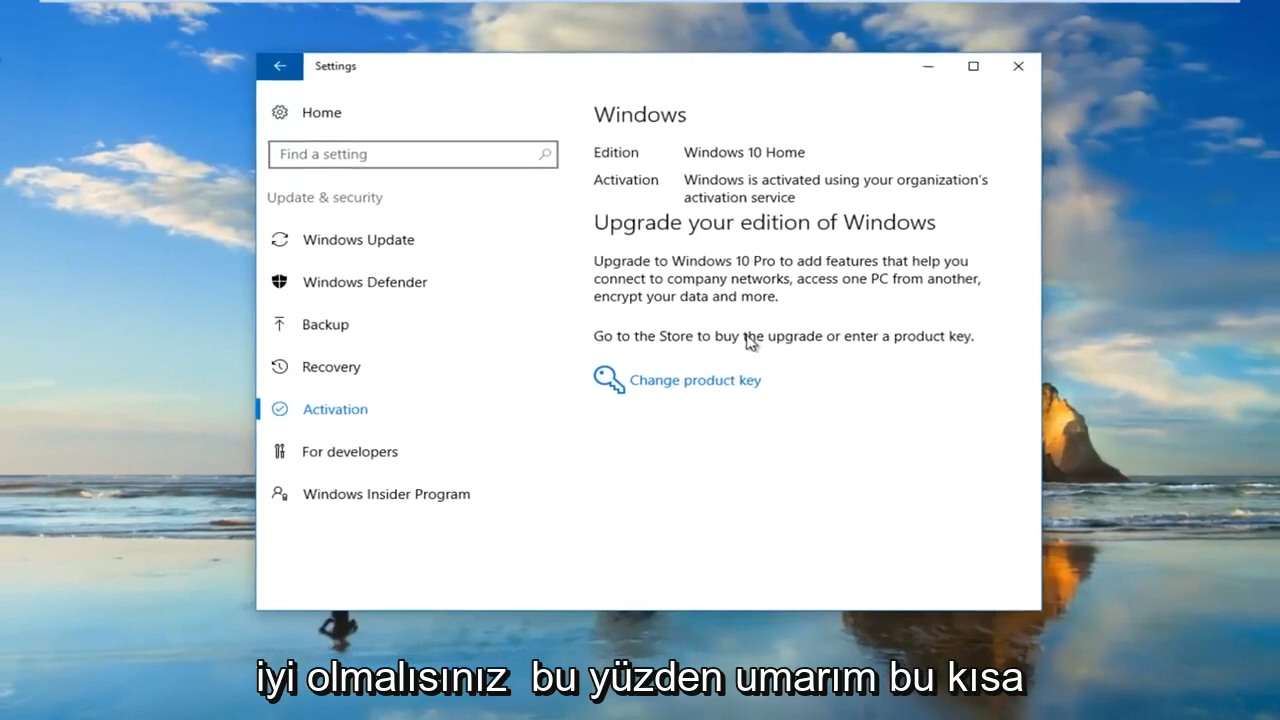 Settings
Home
Find a setting
Update & security
Windows Update
Windows Defender
Backup
Recovery
Activation
For developers
Windows Insider Program
Windows
Edition Windows 10 Home
Activation Windows is activated using your organization's
activation service
Upgrade your edition of Windows
Upgrade to Windows 10 Pro to add features that help you
connect to company networks, access one PC from another,
encrypt your data and more.
Go to the Store to buy the upgrade or enter a product key.
Change product key
iyi olmalısınız bu yüzden umarım bu kısa